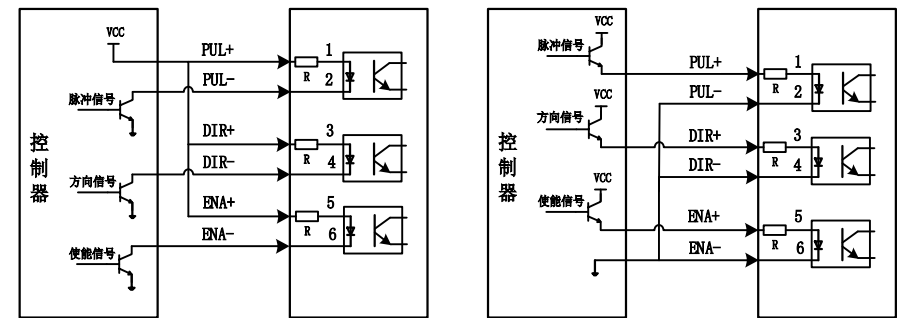 VCC
PUL+
1
R
PUL-
2
脉冲信号
DIR+
3
R
控制器
DIR-
4
方向信号
ENA+
5
R
ENA-
6
使能信号
VCC
脉冲信号
PUL+
1
R
VCC
PUL-
2
方向信号
DIR+
3
R
控制器
DIR-
4
VCC
使能信号
ENA+
5
R
ENA-
6